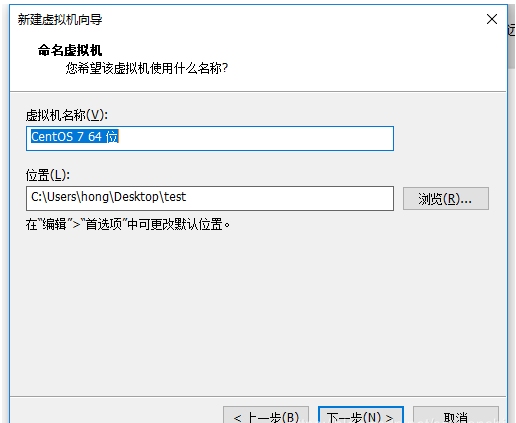 新建虚拟机向导
命名虚拟机
您希望该虚拟机使用什么名称?
虚拟机名称(V):
CentOS 7 64 位
位置(L):
C:\Users\hong\Desktop\test
浏览(R)...
在“编辑”>“首选项”中可更改默认位置。
< 上一步(B)
下一步(N) >
取消